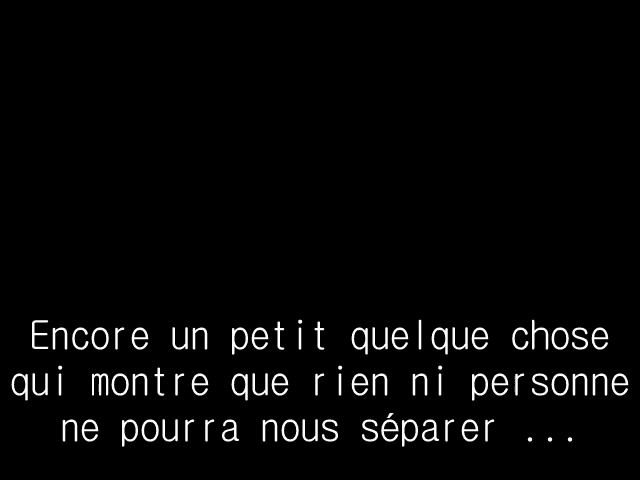 Encore un petit quelque chose
qui montre que rien ni personne
ne pourra nous séparer ...